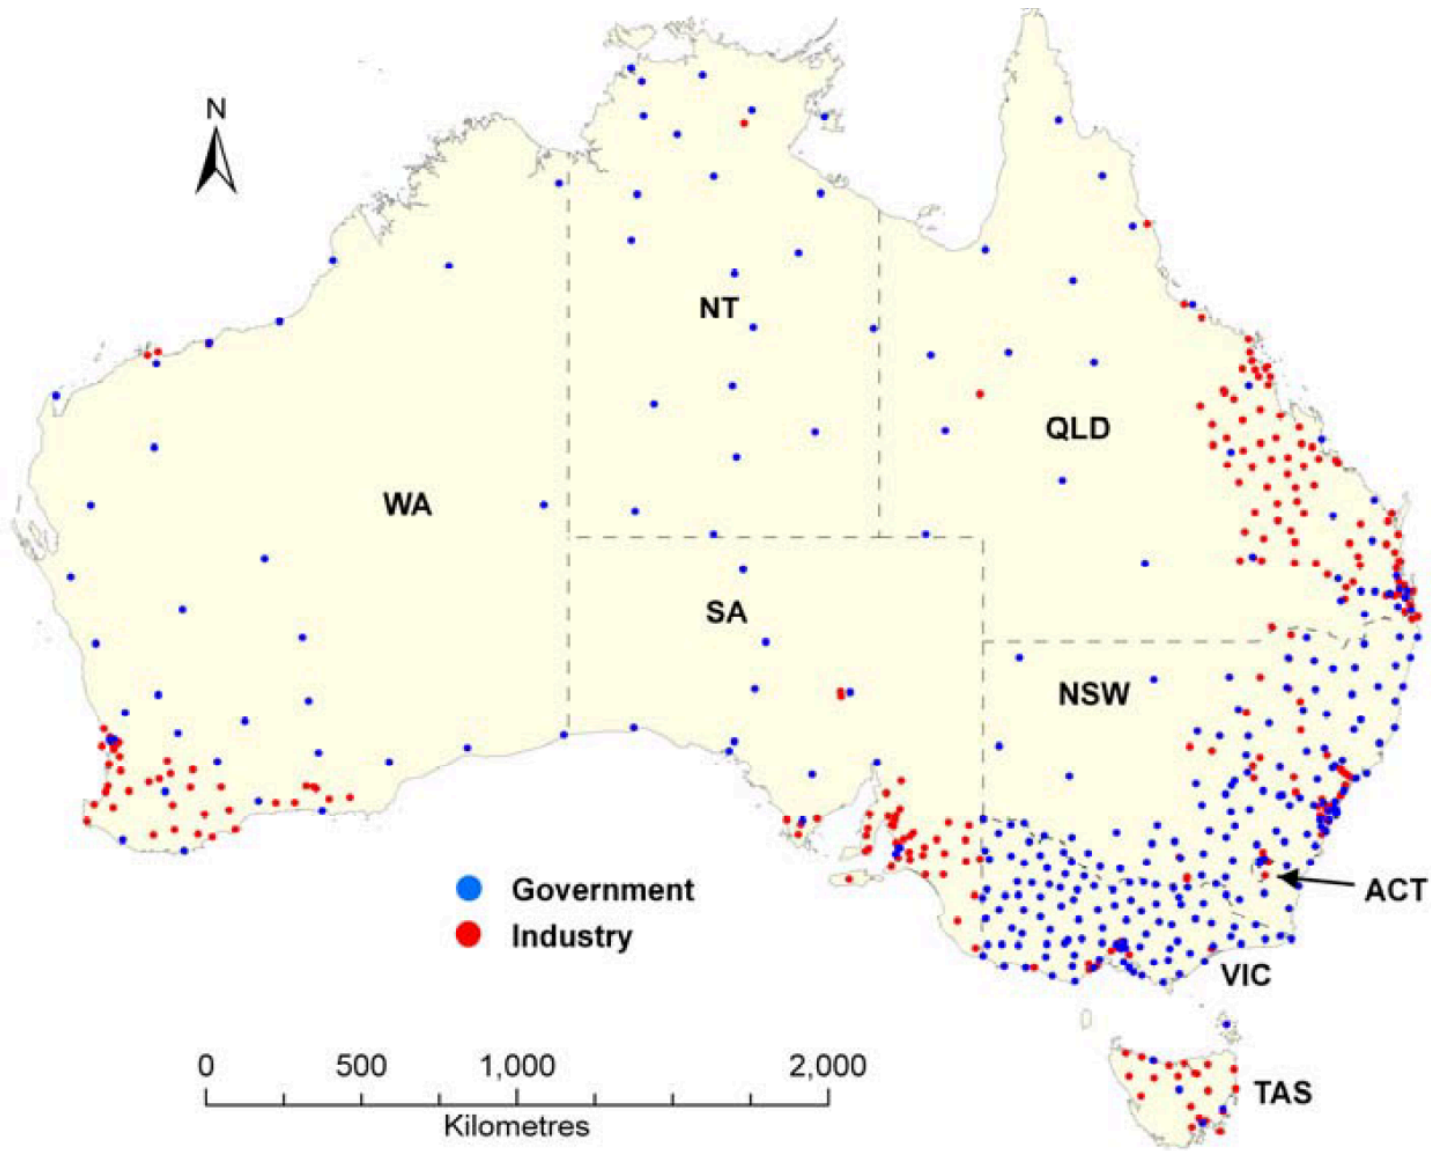 N
NT
QLD
WA
SA
NSW
Government
Industry
ACT
VIC
0 500 1,000 2,000
Kilometres
TAS